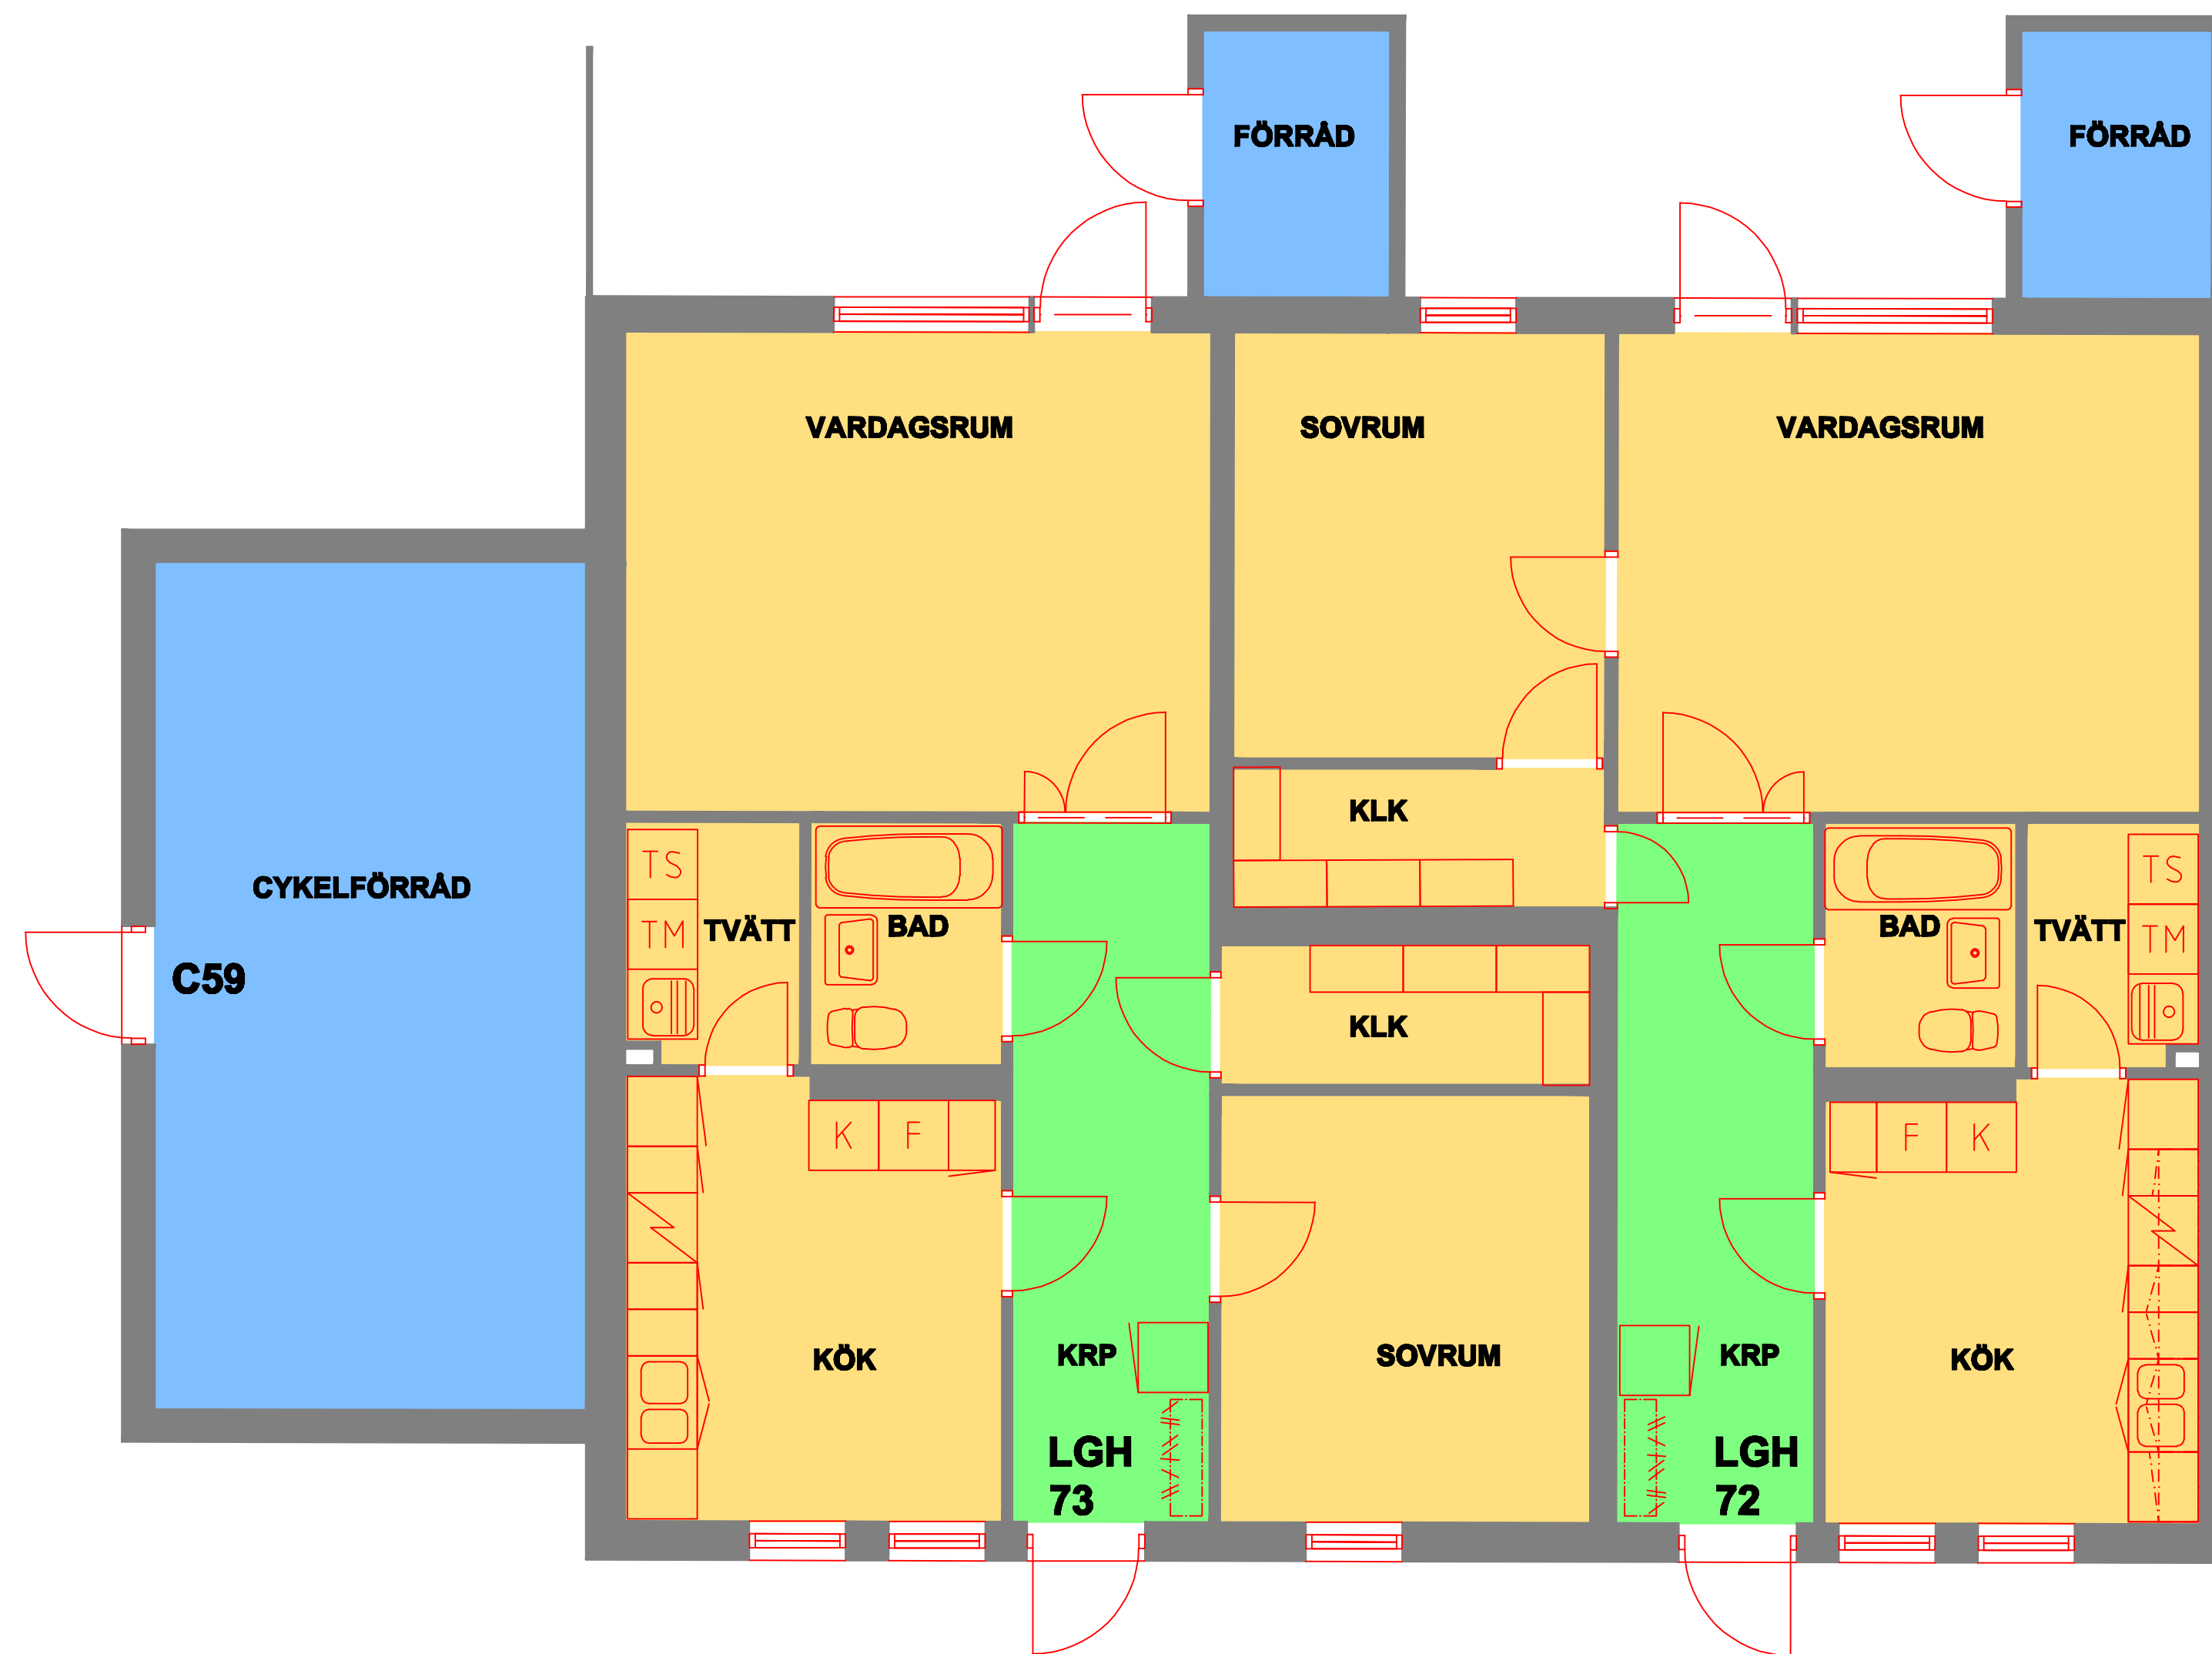 FÖRRÅD
FÖRRÅD
VARDAGSRUM
SOVRUM
VARDAGSRUM
KLK
TS
TS
CYKELFÖRRÅD
TM
TVÄTT
BAD
BAD
TVÄTT
TM
C59
KLK
K F
F K
KÖK
KRP
SOVRUM
KRP
KÖK
LGH
73
LGH
72